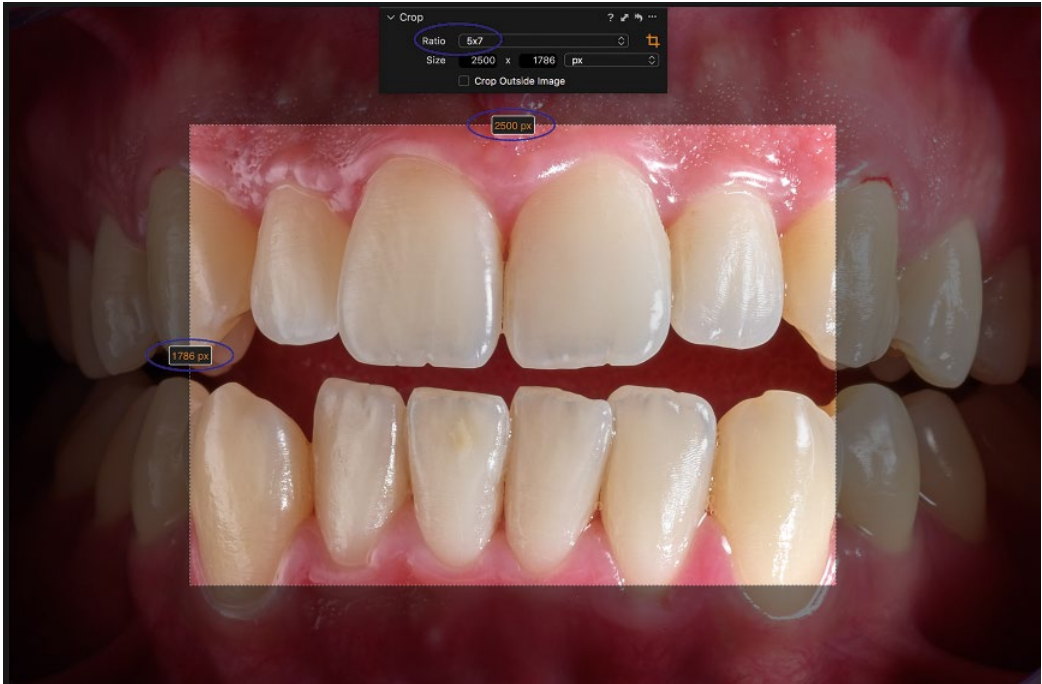 Crop ? ...
Ratio 5x7
Size 2500 x 1786 px
Crop Outside Image
2500 px
1786 px